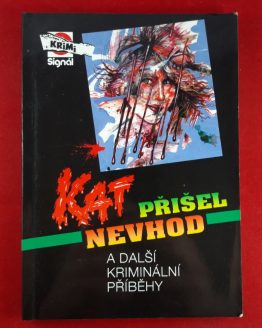 KRIMI
Signál
KAT
PŘIŠEL
NEVHOD
A DALŠÍ
KRIMINÁLNÍ
PŘÍBĚHY